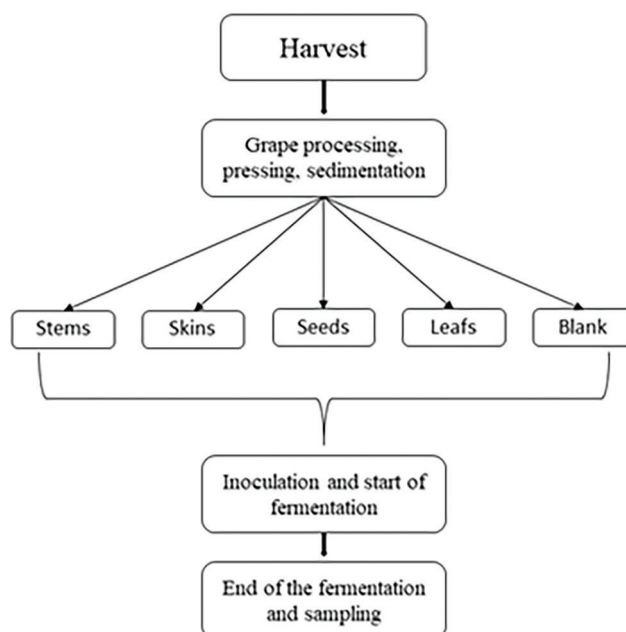 Harvest
Grape processing,
pressing, sedimentation
Stems
Skins
Seeds
Leafs
Blank
Inoculation and start of
fermentation
End of the fermentation
and sampling